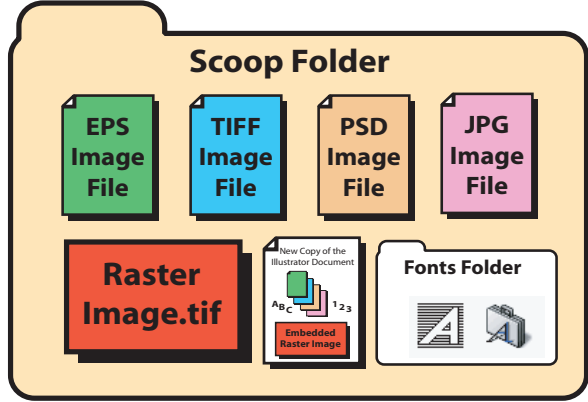 Scoop Folder
EPS
Image
File
TIFF
Image
File
PSD
Image
File
JPG
Image
File
Raster
Image.tif
New Copy of the
Illustrator Document
ABC
123
Embedded
Raster Image
Fonts Folder
A
A